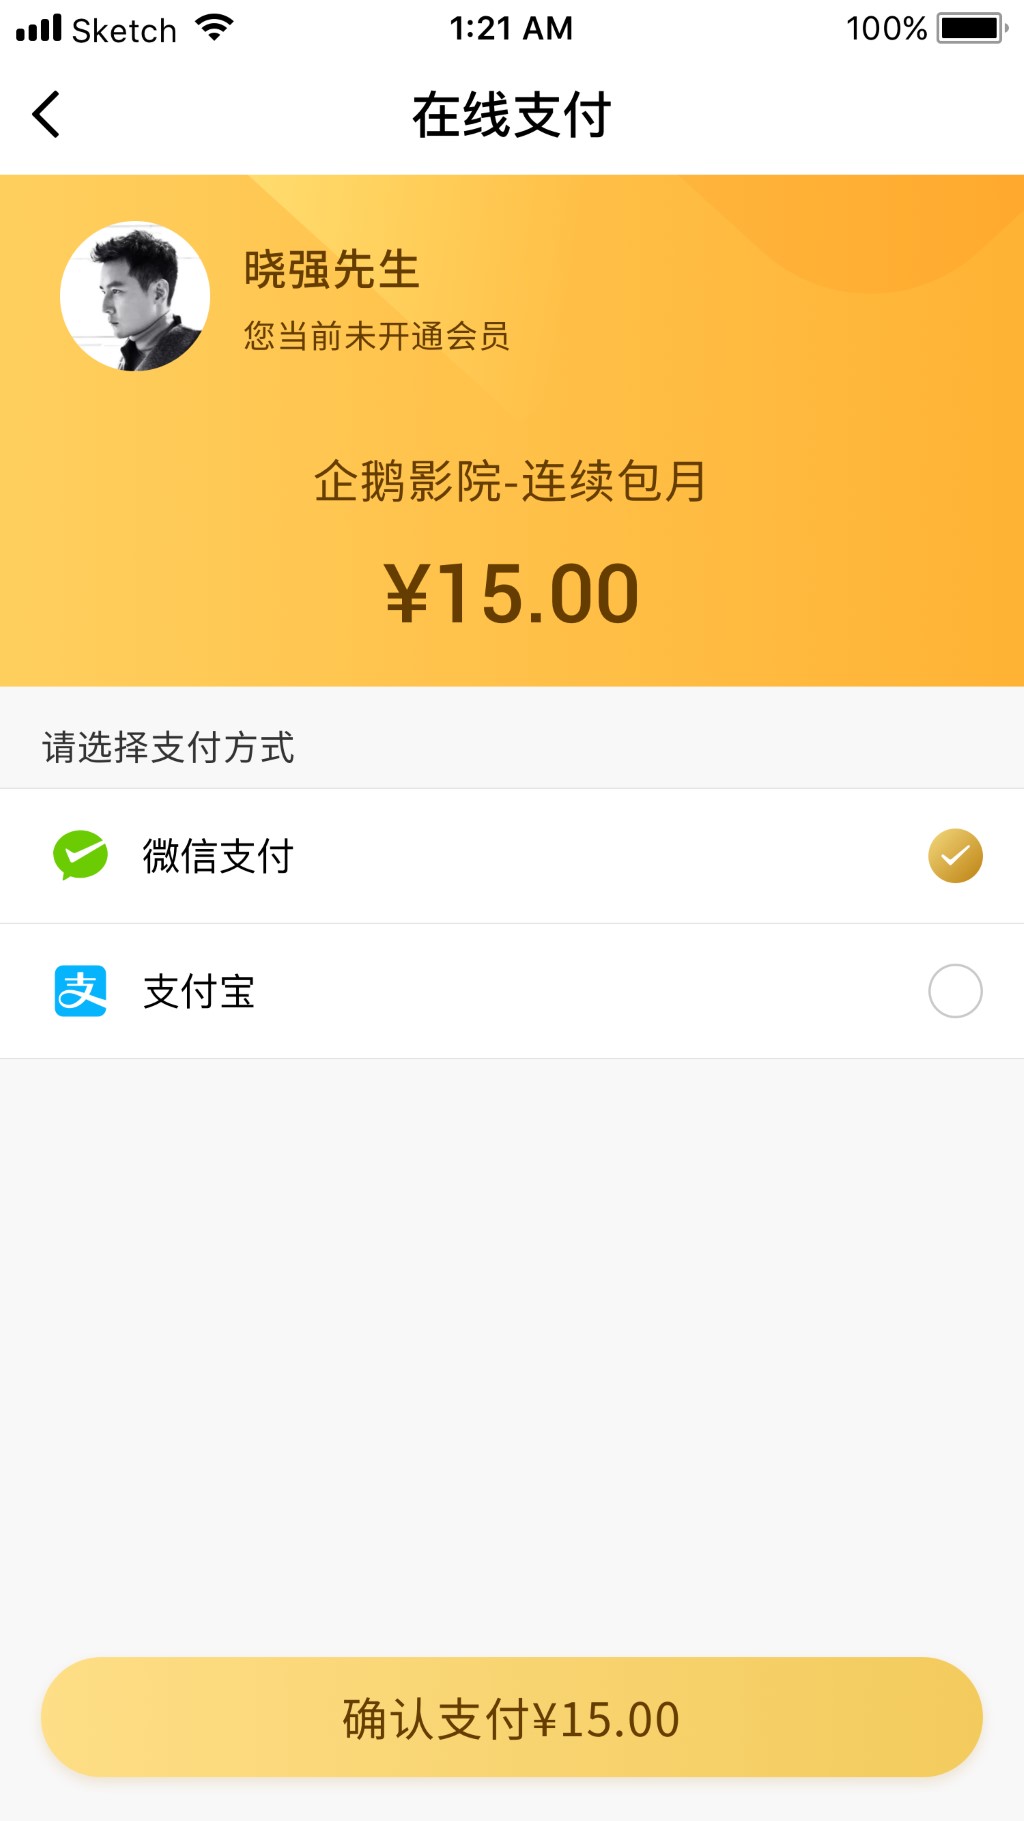 Sketch 1:21 AM 100%
在线支付
晓强先生
您当前未开通会员
企鹅影院-连续包月
¥15.00
请选择支付方式
微信支付
支 支付宝
确认支付¥15.00